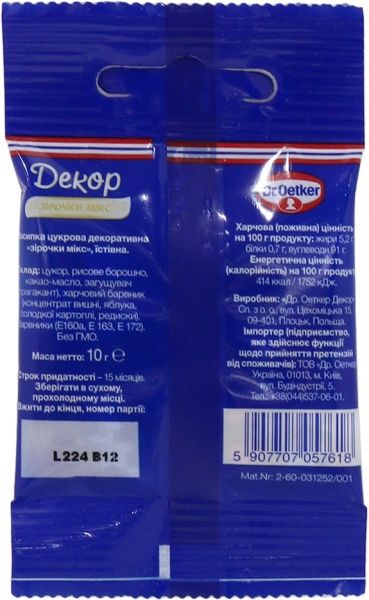 Декор
ЗІРОЧКИ МІКС
осипка цукрова декоративна
«зірочки мікс», їстівна.
клад: цукор, рисове борошно,
какао-масло, загущувач
трагакант), харчовий барвник
(концентрат вишні, яблука,
солодкої картоплі, редиски),
барвники (Е160а, Е 163, Е 172).
Без ГМО.
Маса нетто: 10 г ℮
Строк придатності – 15 місяців.
Зберігати в сухому,
прохолодному місці.
Вжити до кінця, номер партії:
L224 B12
Dr.Oetker
Харчова (поживна) цінність
на 100 г продукту: жири 5,2 г
білки 0,7 г, вуглеводи 91 г.
Енергетична цінність
(калорійність) на 100 г продукту
414 ккал / 1752 кДж.
Виробник: «Др. Оеткер Декор»
Сп. з о. о., вул. Цехоміцька 15,
09-401, Плоцьк, Польща.
Імпортер (підприємство,
яке здійснює функції
щодо прийняття претензій
від споживачів): ТОВ «Др. Оеткер
Україна, 01013, м. Київ,
вул. Будіндустрії, 5.
Тел.: +38(044)537-06-01.
5 907707 057618
Mat.Nr: 2-60-031252/001